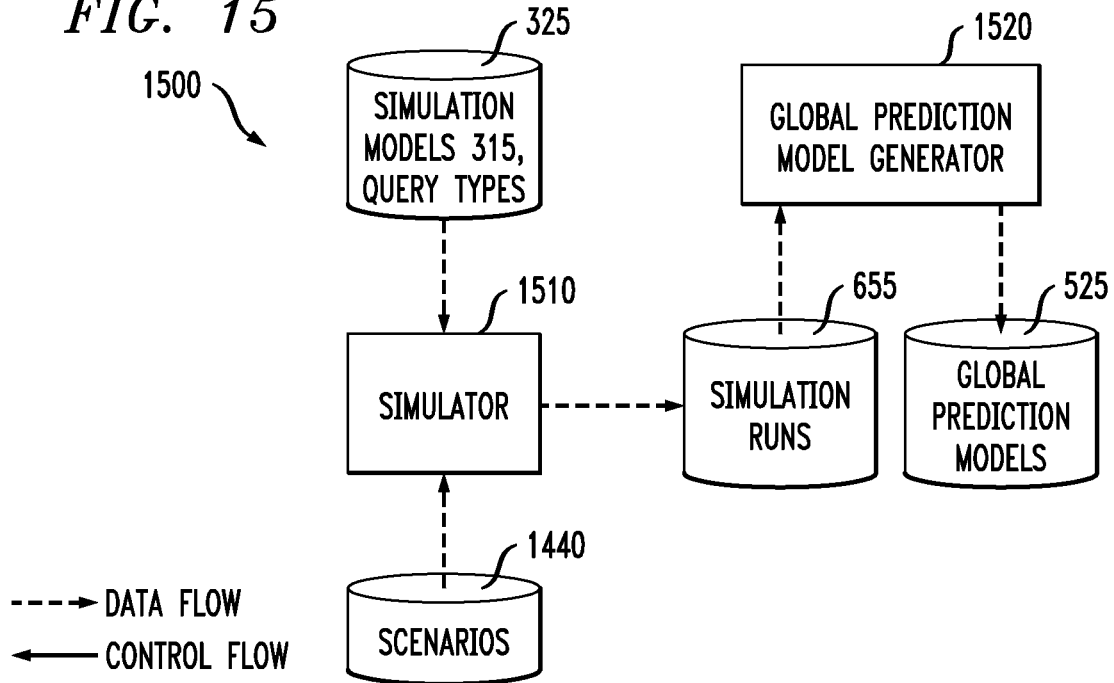 FIG. 15
325
1520
1500
SIMULATION
MODELS 315,
QUERY TYPES
GLOBAL PREDICTION
MODEL GENERATOR
1510
655
525
SIMULATOR
SIMULATION
RUNS
GLOBAL
PREDICTION
MODELS
1440
SCENARIOS
DATA FLOW
CONTROL FLOW